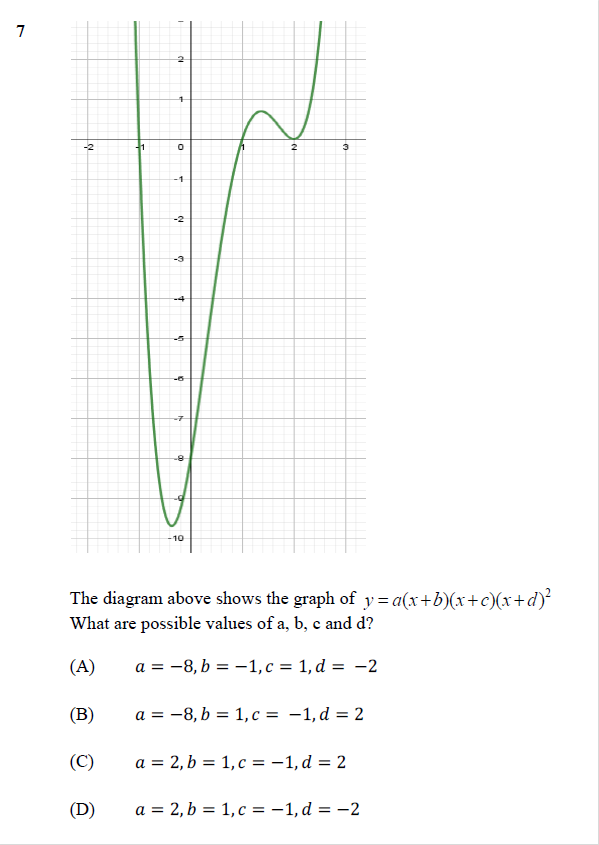 7
2
1
-2 -1 0 1 2 3
-1
-2
-3
-4
-5
-6
-7
-8
-9
-10
The diagram above shows the graph of y = a(x+b)(x+c)(x+d)²
What are possible values of a, b, c and d?
(A) a = −8, b = −1, c = 1, d = −2
(B) a = −8, b = 1, c = −1, d = 2
(C) a = 2, b = 1, c = −1, d = 2
(D) a = 2, b = 1, c = −1, d = −2